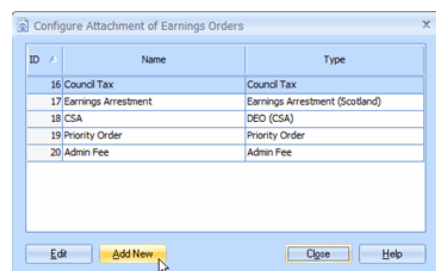 Configure Attachment of Earnings Orders
ID Name Type
16 Council Tax Council Tax
17 Earnings Arrestment Earnings Arrestment (Scotland)
18 CSA DEO (CSA)
19 Priority Order Priority Order
20 Admin Fee Admin Fee
Edit Add New Close Help